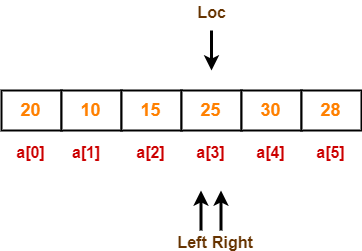 Loc
20 10 15 25 30 28
a[0] a[1] a[2] a[3] a[4] a[5]
Left Right